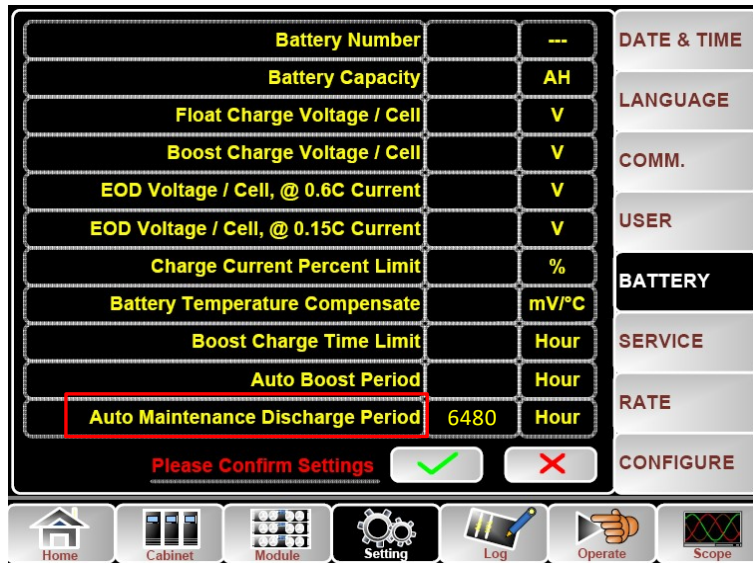 Battery Number --- DATE & TIME
Battery Capacity AH
LANGUAGE
Float Charge Voltage / Cell V
Boost Charge Voltage / Cell V
COMM.
EOD Voltage / Cell, @ 0.6C Current V
EOD Voltage / Cell, @ 0.15C Current V
USER
Charge Current Percent Limit %
BATTERY
Battery Temperature Compensate mV/°C
Boost Charge Time Limit Hour
SERVICE
Auto Boost Period Hour
RATE
Auto Maintenance Discharge Period 6480 Hour
Please Confirm Settings
CONFIGURE
Home Cabinet Module Setting Log Operate Scope